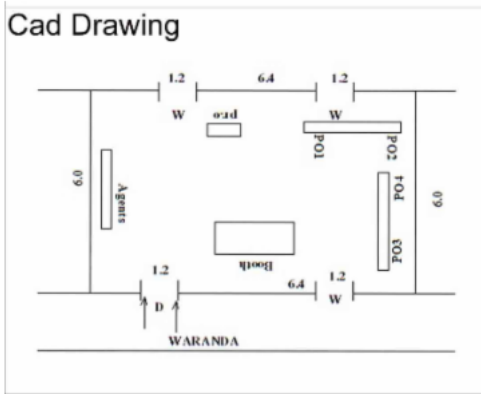 Cad Drawing
1.2
6.4
1.2
W
pro
W
PO1
PO2
6.0
Agents
PO4
6.0
PO3
Booth
1.2
6.4
1.2
D
W
WARANDA